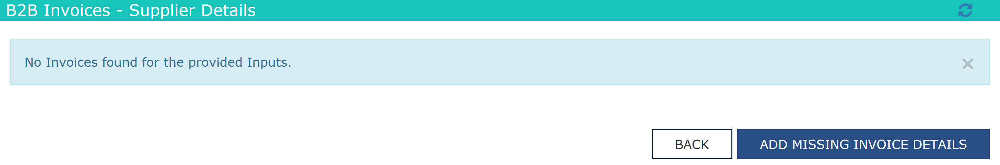 B2B Invoices - Supplier Details
No Invoices found for the provided Inputs.
BACK
ADD MISSING INVOICE DETAILS